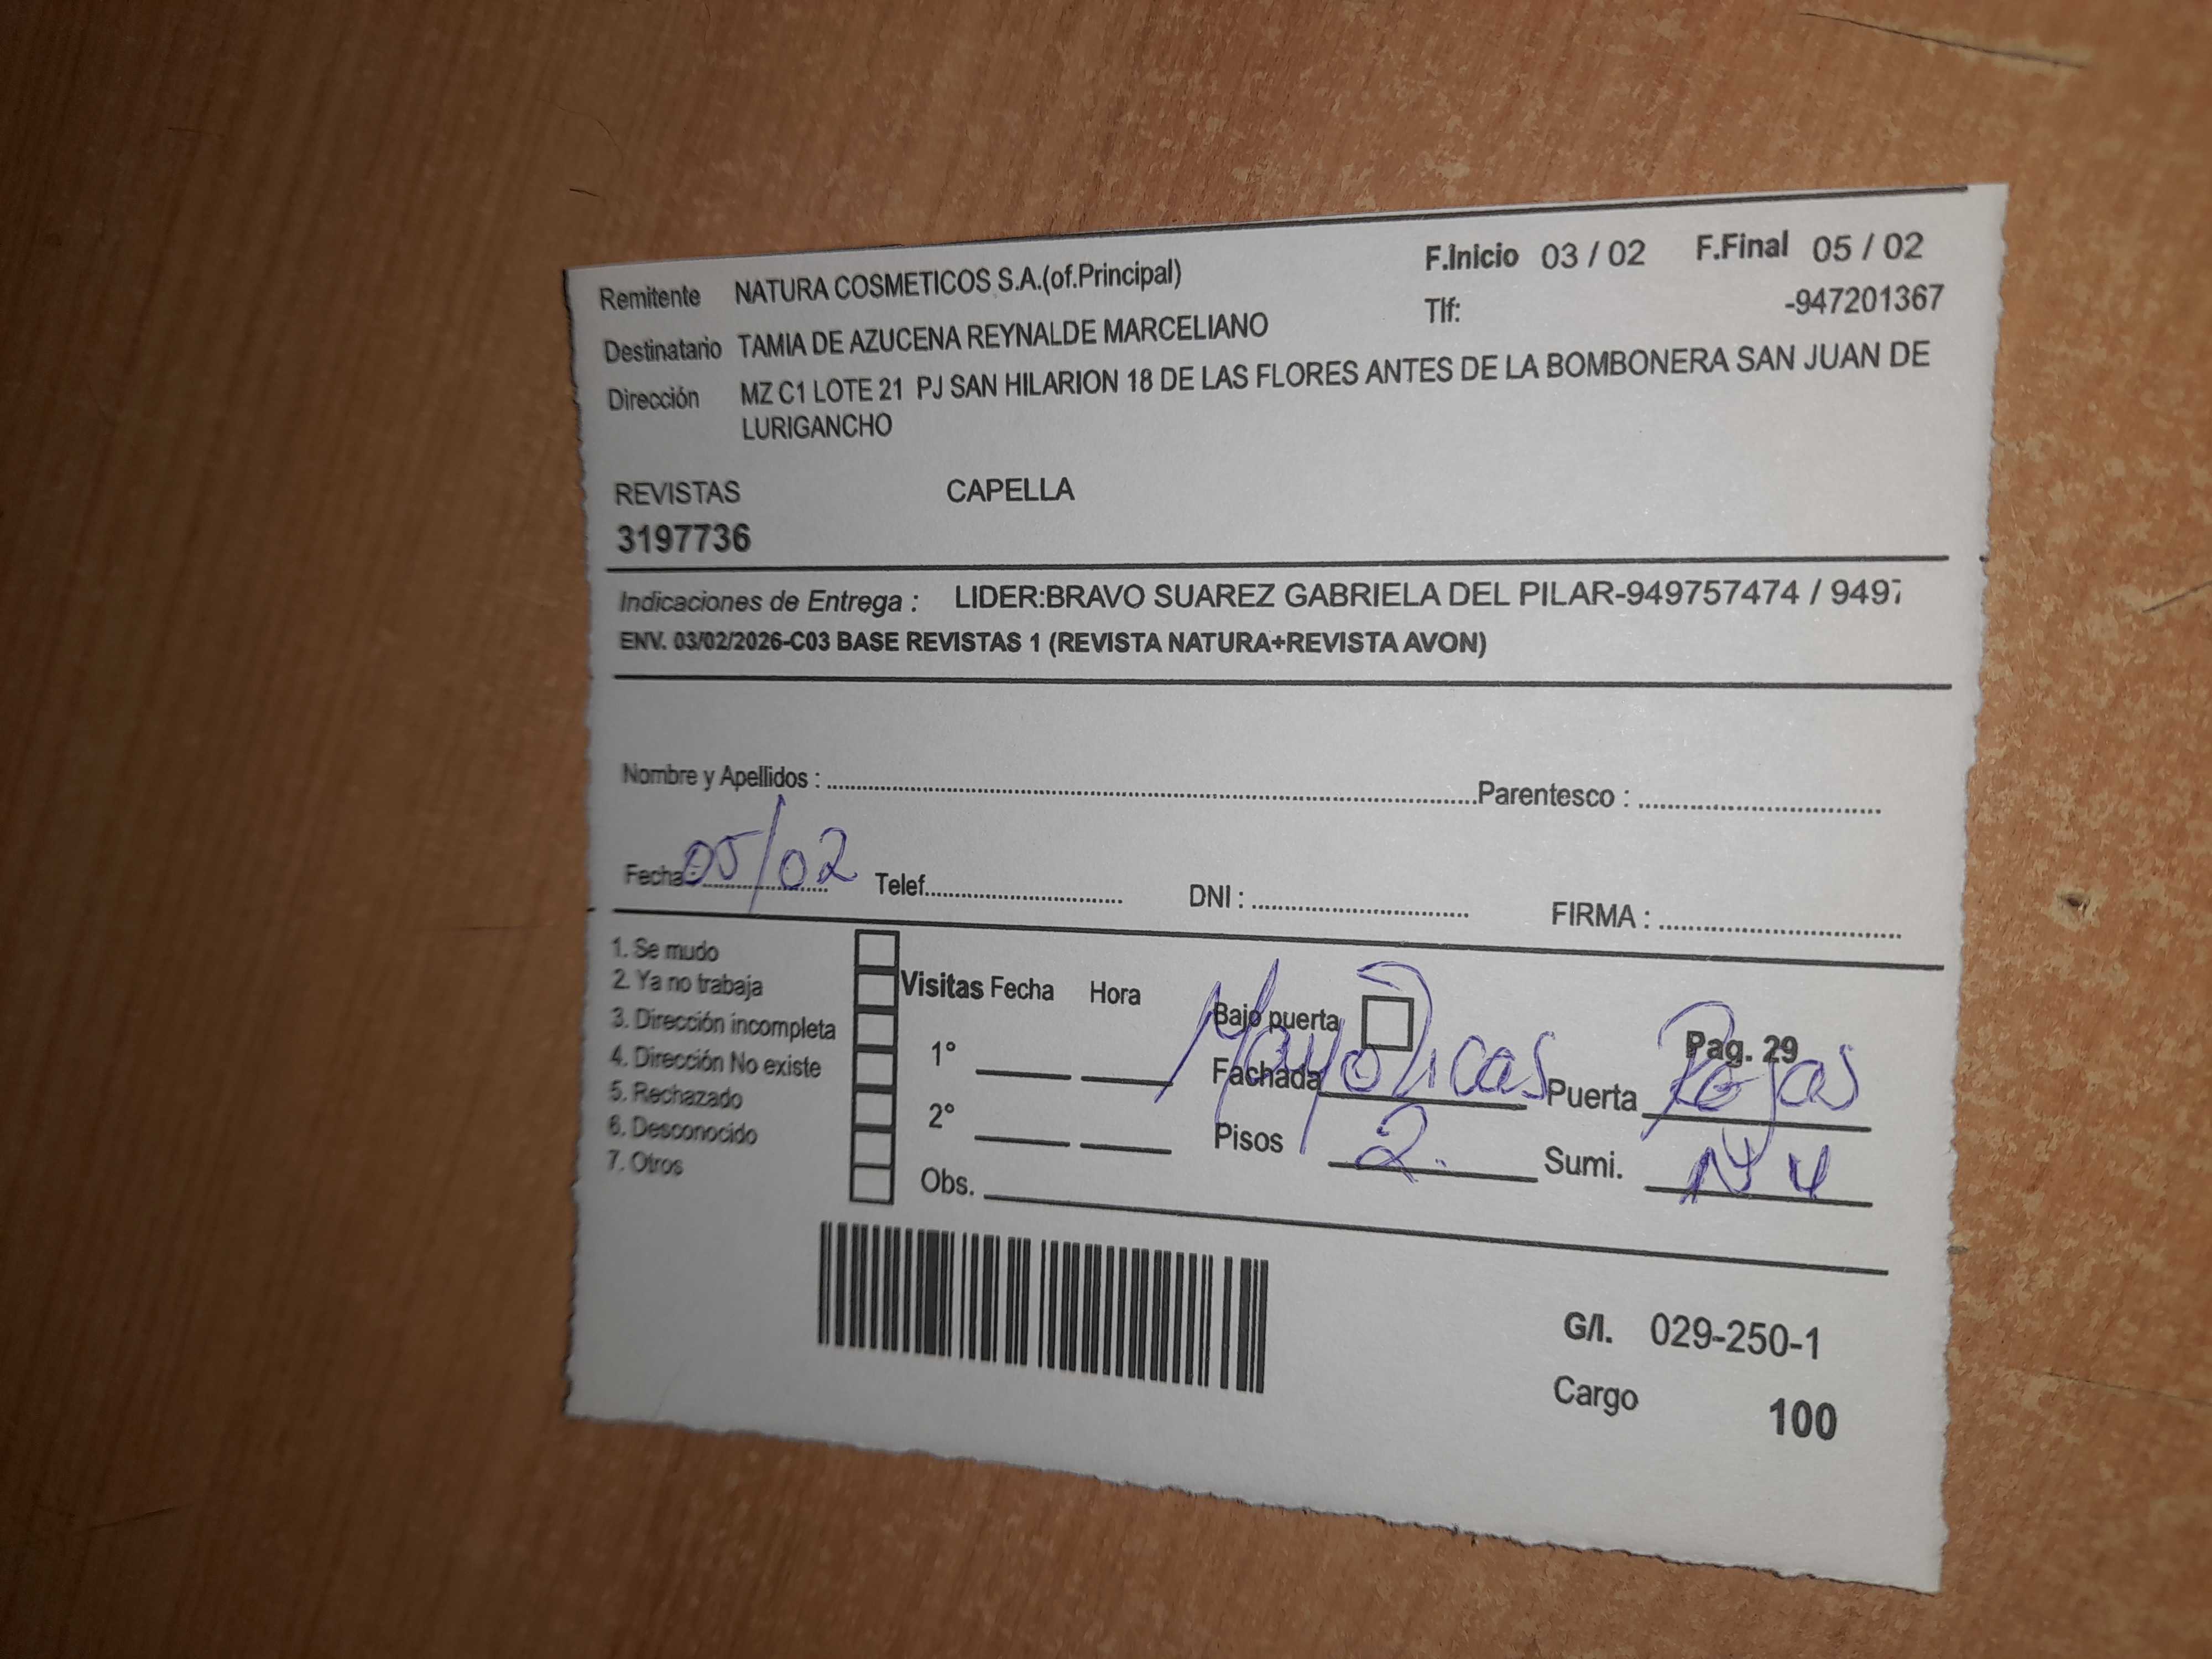 Remitente NATURA COSMETICOS S.A.(of.Principal) F.Inicio 03 / 02 F.Final 05 / 02
Destinatario TAMIA DE AZUCENA REYNALDE MARCELIANO Tlf: -947201367
Dirección MZ C1 LOTE 21 PJ SAN HILARION 18 DE LAS FLORES ANTES DE LA BOMBONERA SAN JUAN DE
LURIGANCHO
REVISTAS CAPELLA
3197736
Indicaciones de Entrega : LIDER:BRAVO SUAREZ GABRIELA DEL PILAR-949757474 / 9497
ENV. 03/02/2026-C03 BASE REVISTAS 1 (REVISTA NATURA+REVISTA AVON)
Nombre y Apellidos : Parentesco :
Fecha: 05/02 Telef. DNI : FIRMA :
1. Se mudo
2. Ya no trabaja
3. Dirección incompleta
4. Dirección No existe
5. Rechazado
6. Desconocido
7. Otros
Visitas Fecha Hora
1°
2°
Obs.
Bajo puerta Pag. 29
Fachada Mayolicas Puerta Rejas
Pisos 2. Sumi.
G/I. 029-250-1
Cargo 100